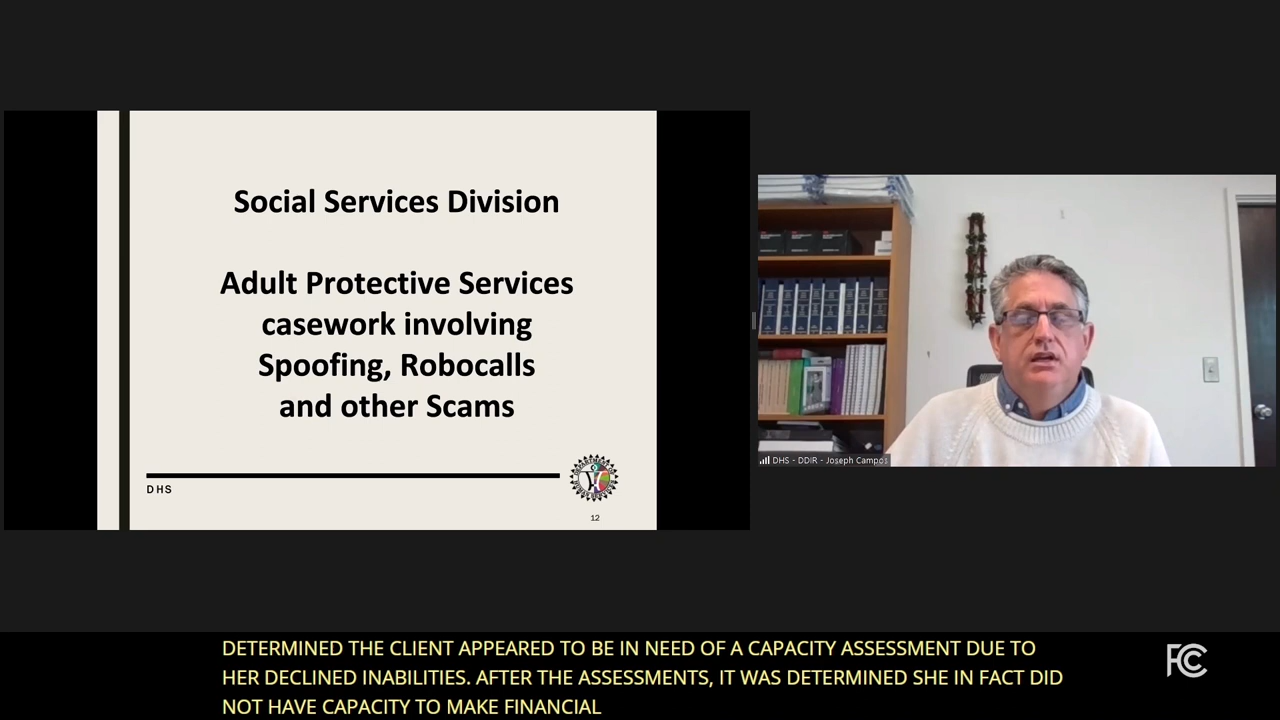 Social Services Division
Adult Protective Services
casework involving
Spoofing, Robocalls
and other Scams
DHS
12
DHS - DDIR - Joseph Campos
DETERMINED THE CLIENT APPEARED TO BE IN NEED OF A CAPACITY ASSESSMENT DUE TO
HER DECLINED INABILITIES. AFTER THE ASSESSMENTS, IT WAS DETERMINED SHE IN FACT DID
NOT HAVE CAPACITY TO MAKE FINANCIAL
FCC